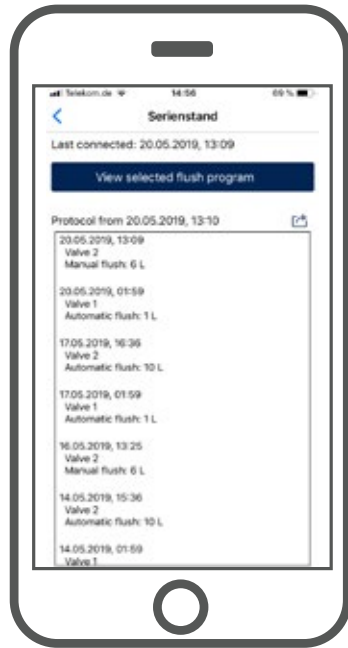 Telekom.de 14:56 69 %
Serienstand
Last connected: 20.05.2019, 13:09
View selected flush program
Protocol from 20.05.2019, 13:10
20.05.2019, 13:09
Valve 2
Manual flush: 6 L
20.05.2019, 01:59
Valve 1
Automatic flush: 1 L
17.05.2019, 16:36
Valve 2
Automatic flush: 10 L
17.05.2019, 01:59
Valve 1
Automatic flush: 1 L
16.05.2019, 13:25
Valve 2
Manual flush: 6 L
14.05.2019, 15:36
Valve 2
Automatic flush: 10 L
14.05.2019, 01:59
Valve 1